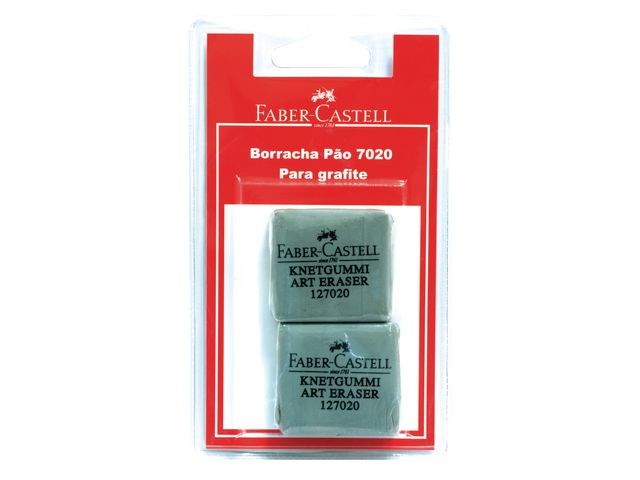 FABER-CASTELL
since 1761
Borracha Pão 7020
Para grafite
FABER-CASTELL
since 1761
KNETGUMMI
ART ERASER
127020
FABER-CASTELL
since 1761
KNETGUMMI
ART ERASER
127020